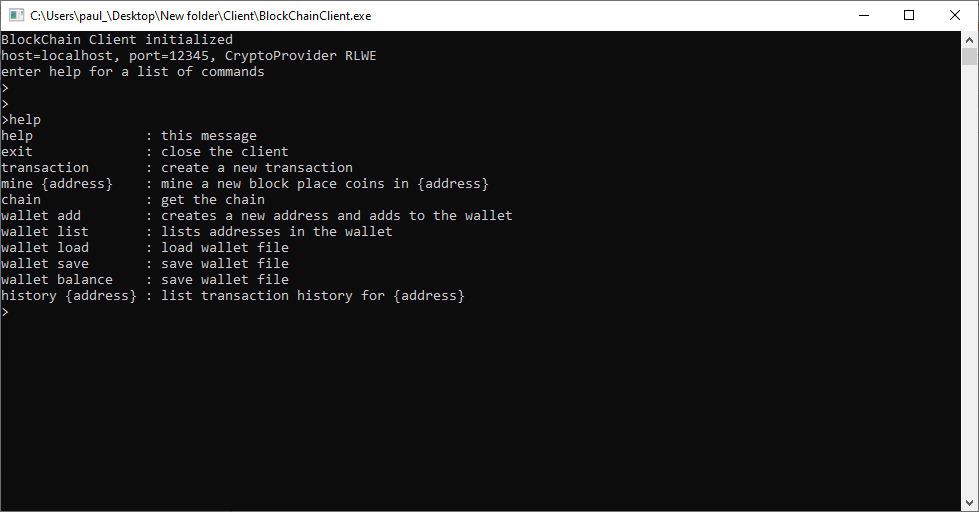 C:\Users\paul_\Desktop\New folder\Client\BlockChainClient.exe
BlockChain Client initialized
host=localhost, port=12345, CryptoProvider RLWE
enter help for a list of commands
>
>
>help
help              : this message
exit              : close the client
transaction       : create a new transaction
mine {address}    : mine a new block place coins in {address}
chain             : get the chain
wallet add        : creates a new address and adds to the wallet
wallet list       : lists addresses in the wallet
wallet load       : load wallet file
wallet save       : save wallet file
wallet balance    : save wallet file
history {address} : list transaction history for {address}
>